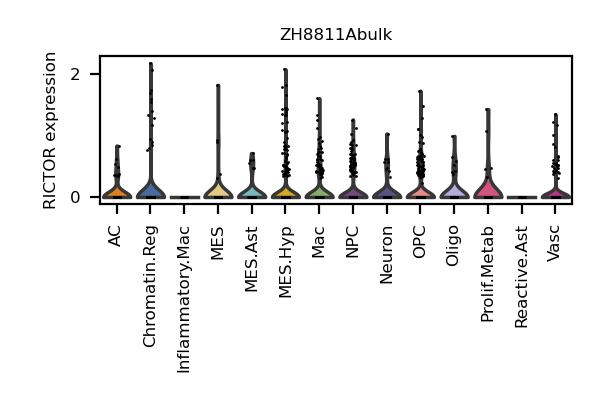 ZH8811Abulk
RICTOR expression
2
0
AC
Chromatin.Reg
Inflammatory.Mac
MES
MES.Ast
MES.Hyp
Mac
NPC
Neuron
OPC
Oligo
Prolif.Metab
Reactive.Ast
Vasc